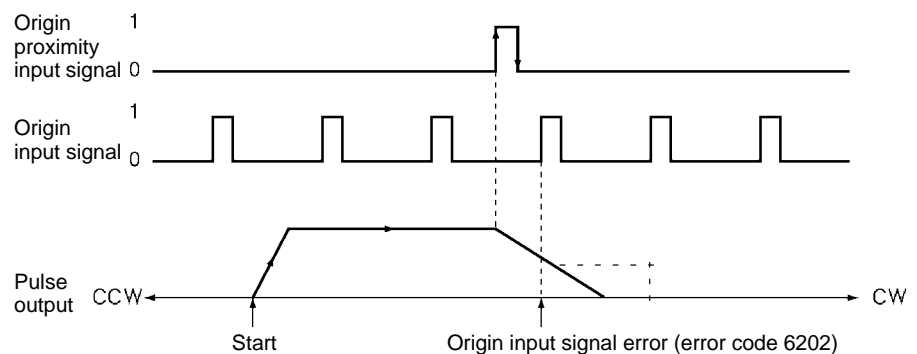 Origin
proximity
input signal
1
0
Origin
input signal
1
0
Pulse
output
CCW
CW
Start
Origin input signal error (error code 6202)